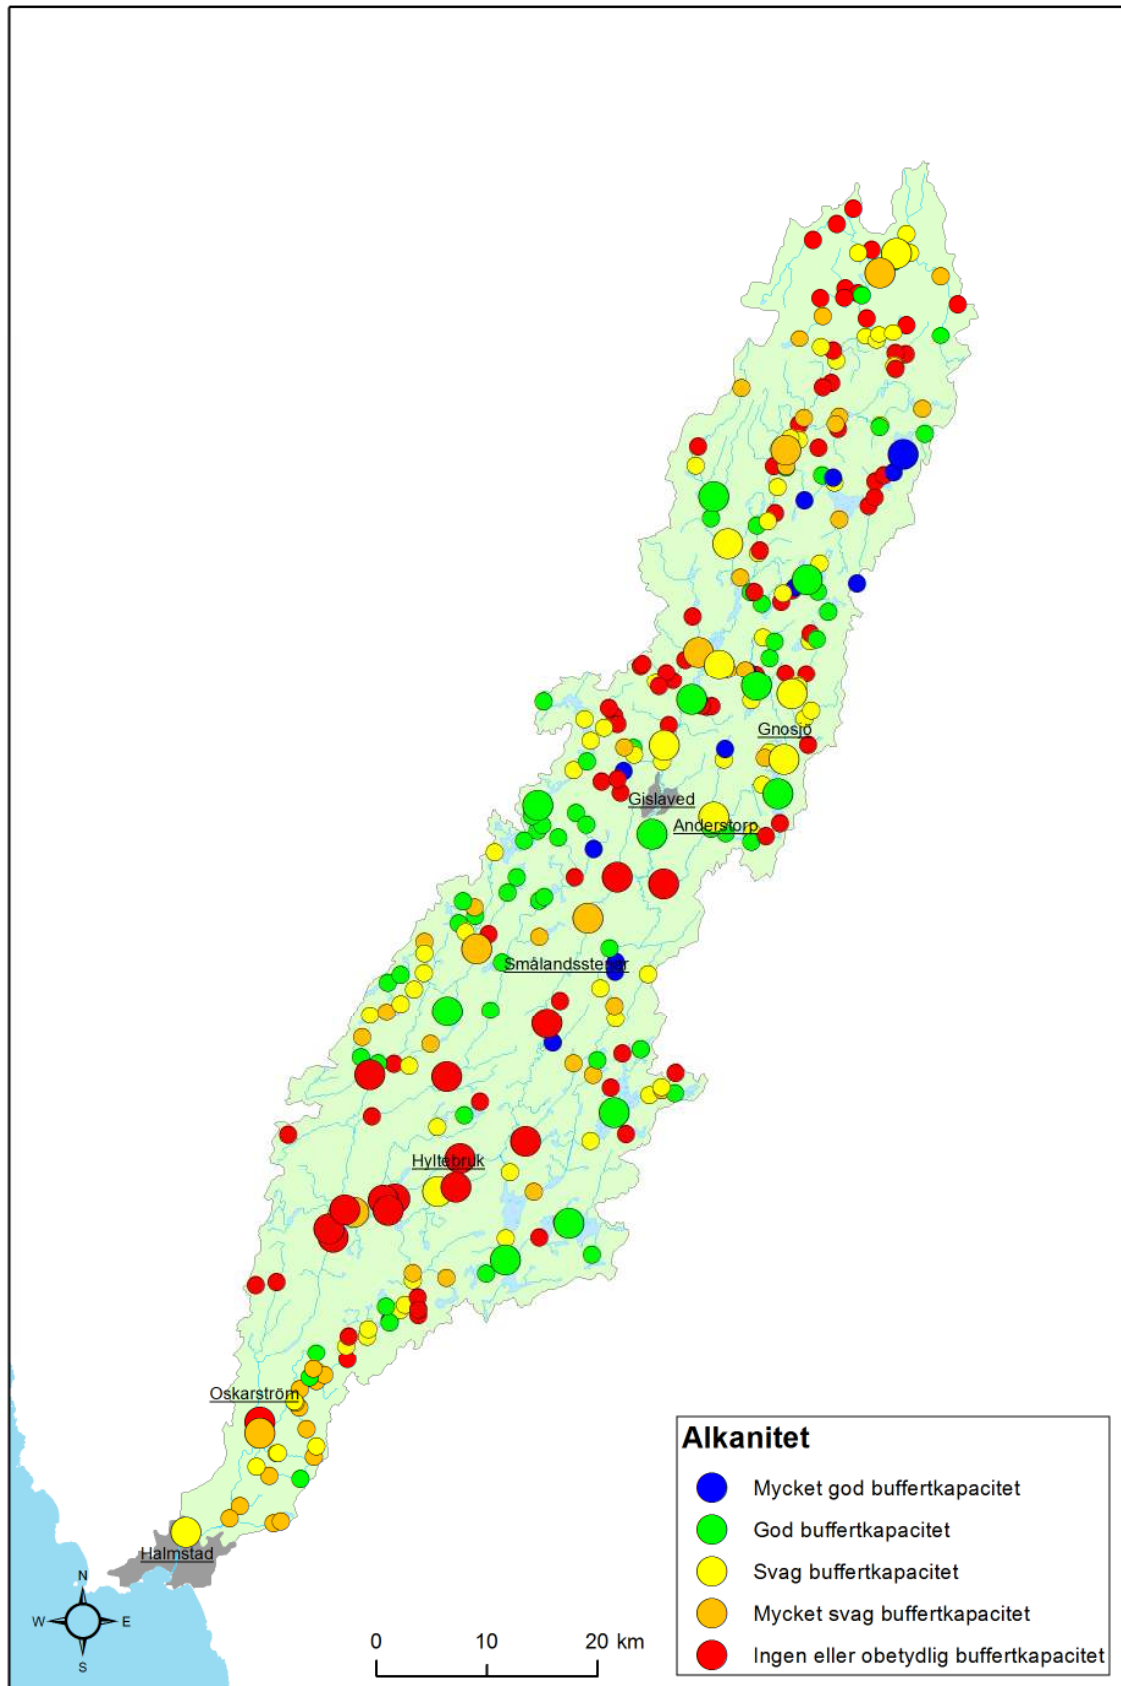 Gnosjö
Gislaved
Anderstorp
Smålandsstenar
Hyltebruk
Oskarström
Halmstad
N
W E
S
0 10 20 km
Alkanitet
Mycket god buffertkapacitet
God buffertkapacitet
Svag buffertkapacitet
Mycket svag buffertkapacitet
Ingen eller obetydlig buffertkapacitet